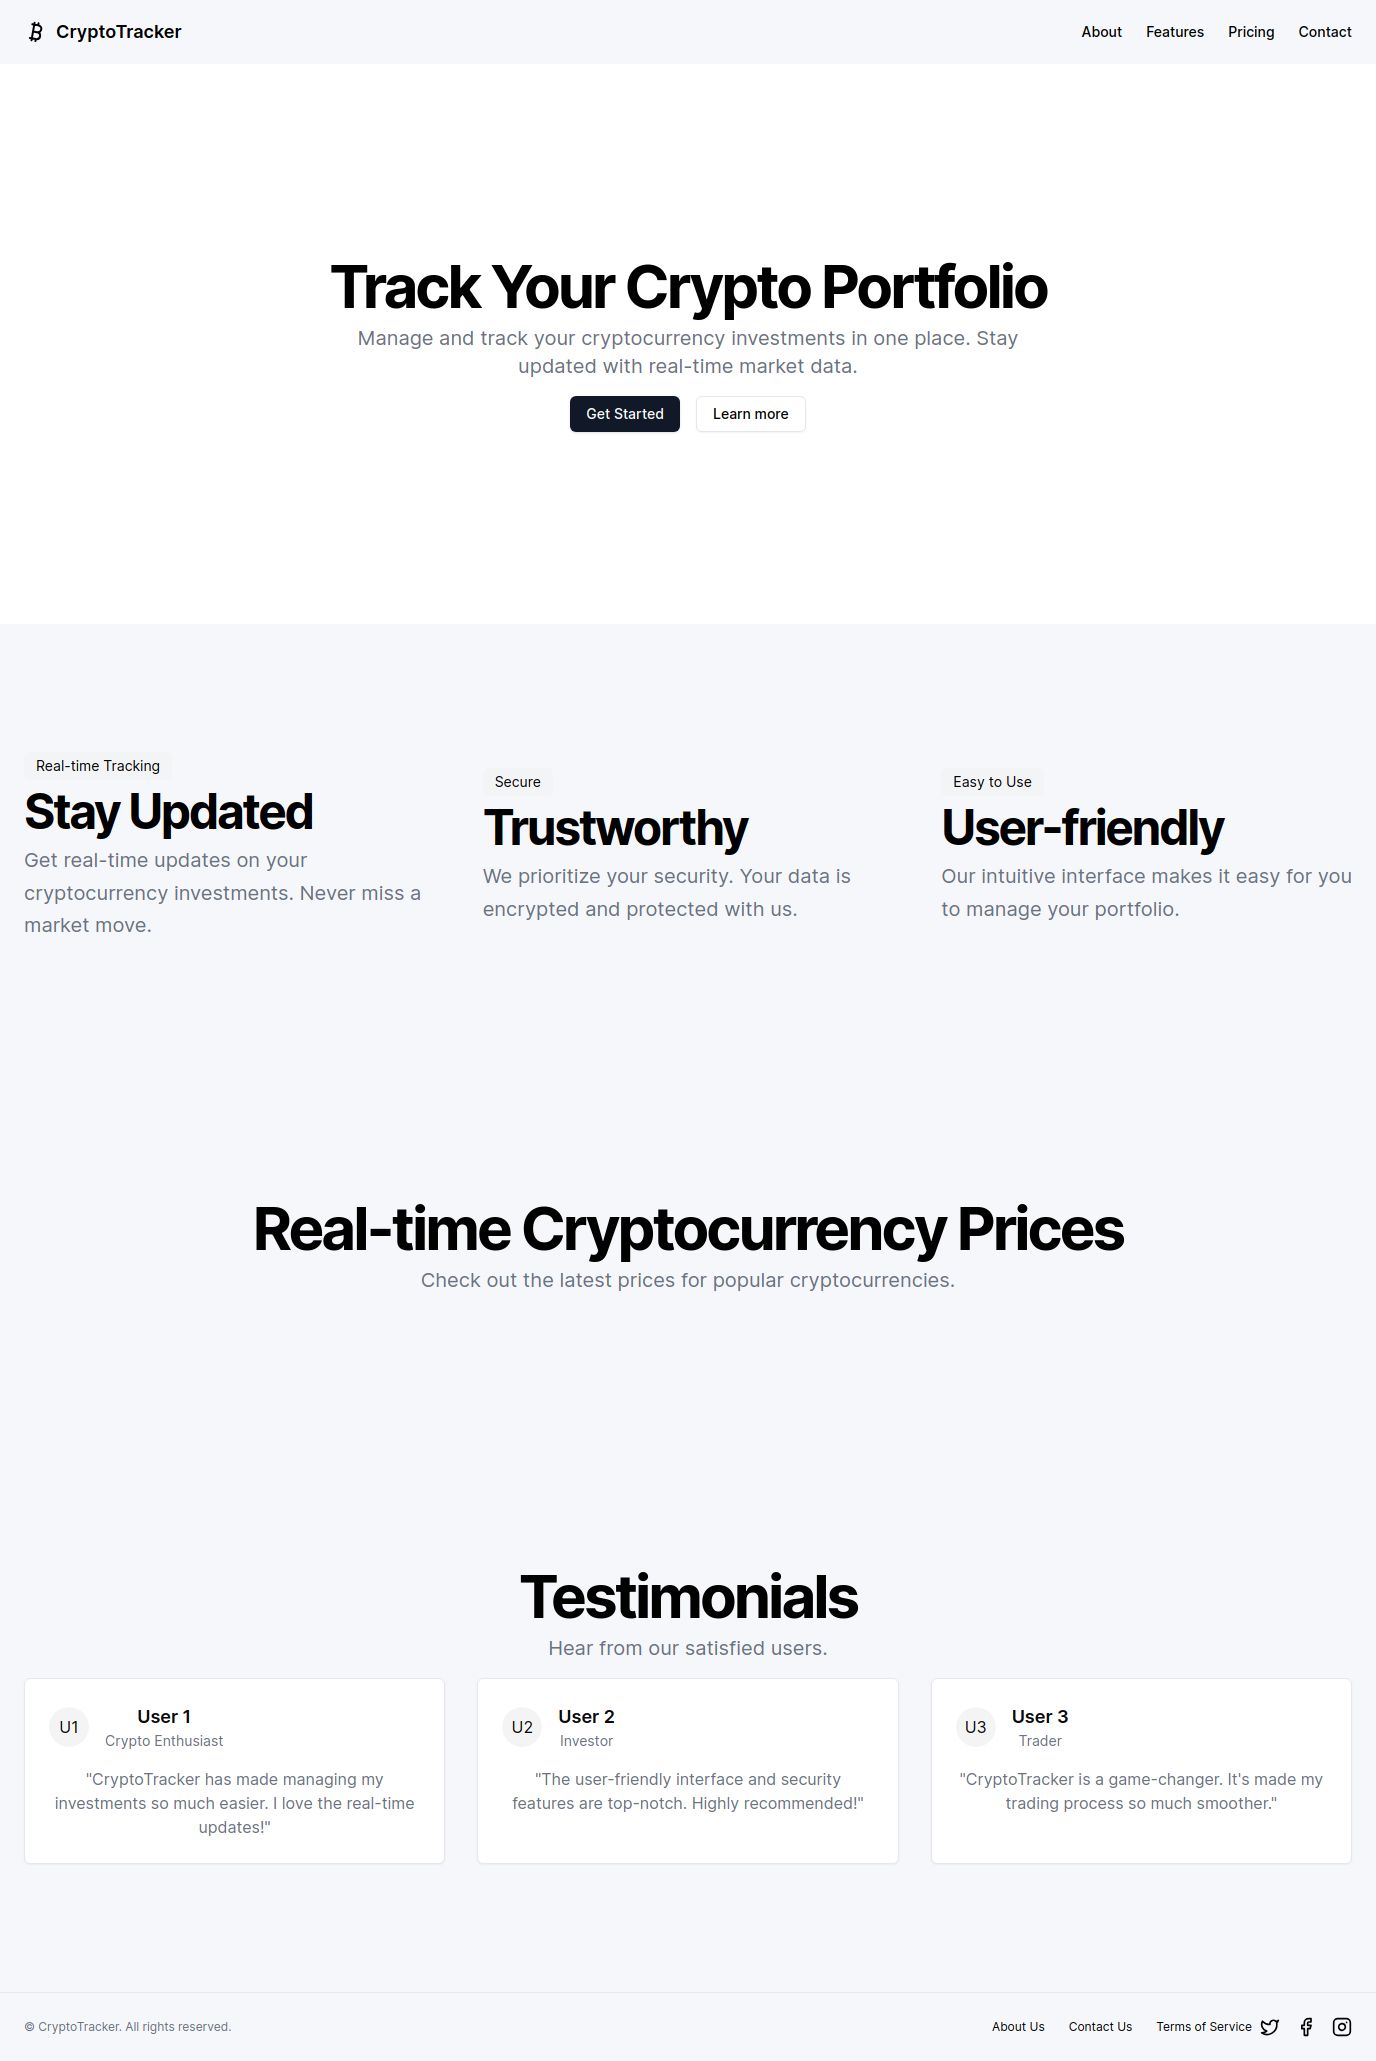 CryptoTracker
About
Features
Pricing
Contact
Track Your Crypto Portfolio
Manage and track your cryptocurrency investments in one place. Stay
updated with real-time market data.
Get Started
Learn more
Real-time Tracking
Stay Updated
Get real-time updates on your
cryptocurrency investments. Never miss a
market move.
Secure
Trustworthy
We prioritize your security. Your data is
encrypted and protected with us.
Easy to Use
User-friendly
Our intuitive interface makes it easy for you
to manage your portfolio.
Real-time Cryptocurrency Prices
Check out the latest prices for popular cryptocurrencies.
Testimonials
Hear from our satisfied users.
U1
User 1
Crypto Enthusiast
"CryptoTracker has made managing my
investments so much easier. I love the real-time
updates!"
U2
User 2
Investor
"The user-friendly interface and security
features are top-notch. Highly recommended!"
U3
User 3
Trader
"CryptoTracker is a game-changer. It's made my
trading process so much smoother."
© CryptoTracker. All rights reserved.
About Us
Contact Us
Terms of Service